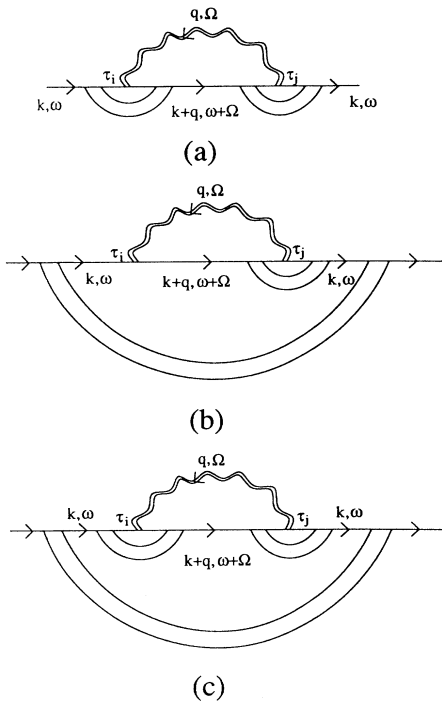 q,Ω
τi τj
k,ω k+q, ω+Ω k,ω
(a)
q,Ω
τi τj
k,ω k+q, ω+Ω k,ω
(b)
q,Ω
k,ω τi τj k,ω
k+q, ω+Ω
(c)